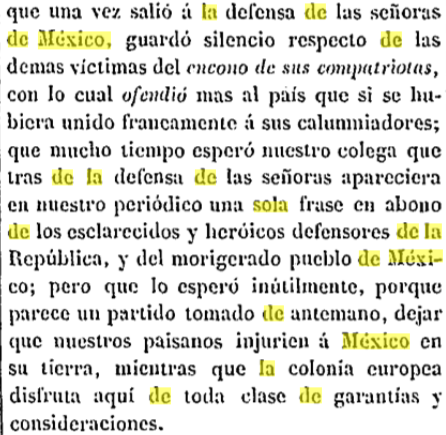 que una vez salió á la defensa de las señoras
de México, guardó silencio respecto de las
demas víctimas del encono de sus compatriotas,
con lo cual ofendió mas al país que si se hu-
biera unido francamente á sus calumniadores;
que mucho tiempo esperó nuestro colega que
tras de la defensa de las señoras apareciera
en nuestro periódico una sola frase en abono
de los esclarecidos y heróicos defensores de la
República, y del morigerado pueblo de Méxi-
co; pero que lo esperó inútilmente, porque
parece un partido tomado de antemano, dejar
que nuestros paisanos injurien á México en
su tierra, mientras que la colonía europea
disfruta aquí de toda clase de garantías y
consideraciones.